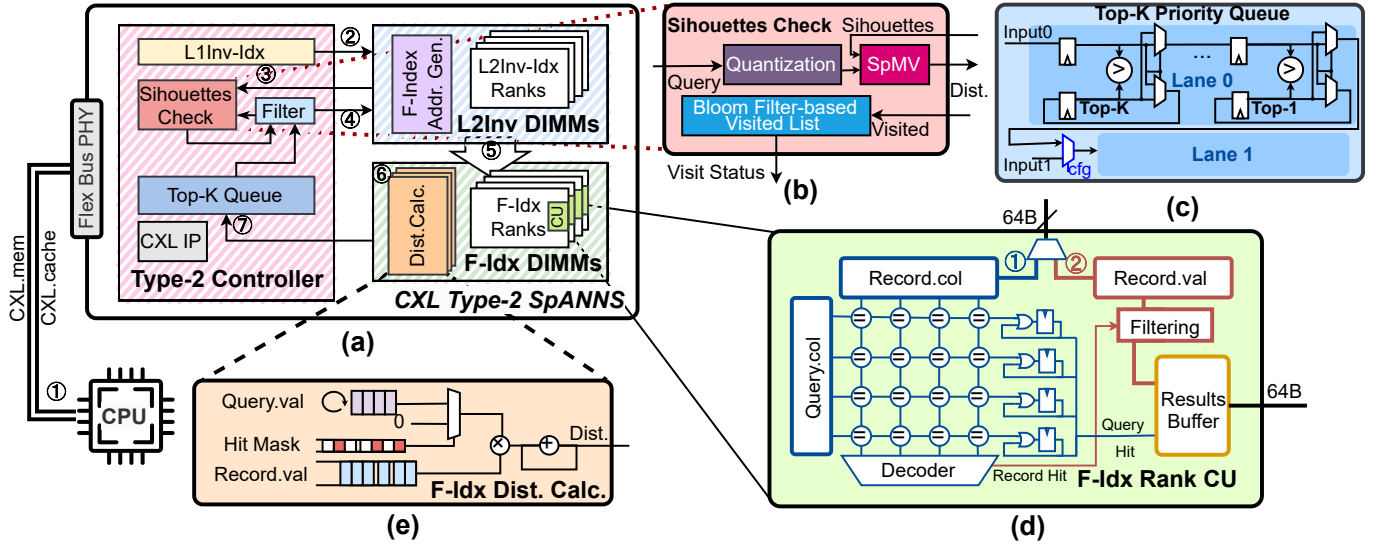 L1Inv-Idx
②
③
Sihouettes
Check
Filter
④
Flex Bus PHY
Top-K Queue
⑦
CXL IP
Type-2 Controller
F-Index
Addr. Gen.
L2Inv-Idx
Ranks
L2Inv DIMMs
⑤
⑥
Dist.Calc.
F-Idx
Ranks
CU
F-Idx DIMMs
CXL Type-2 SpANNS
(a)
CXL.mem
CXL.cache
①
CPU
Sihouettes Check
Sihouettes
Quantization
SpMV
Query
Dist.
Bloom Filter-based
Visited List
Visited
Visit Status
(b)
Top-K Priority Queue
Input0
...
>
>
Lane 0
Top-K
Top-1
Input1
cfg
Lane 1
(c)
64B
①
②
Record.col
Record.val
Query.col
= = = =
= = = =
= = = =
= = = =
Filtering
Results
Buffer
64B
Query
Hit
Decoder
Record Hit
F-Idx Rank CU
(d)
Query.val
0
Hit Mask
×
+
Dist.
Record.val
F-Idx Dist. Calc.
(e)